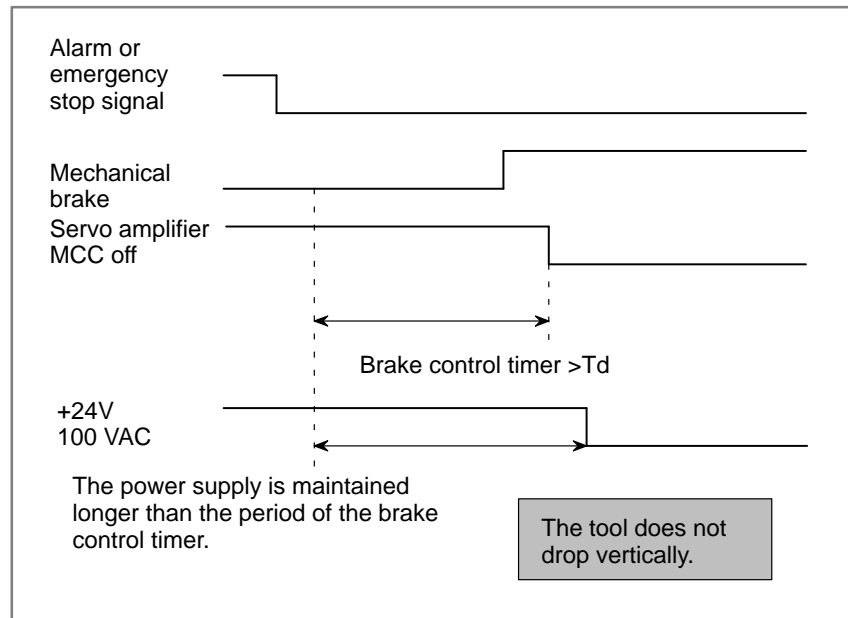 Alarm or
emergency
stop signal
Mechanical
brake
Servo amplifier
MCC off
Brake control timer >Td
+24V
100 VAC
The power supply is maintained
longer than the period of the brake
control timer.
The tool does not
drop vertically.